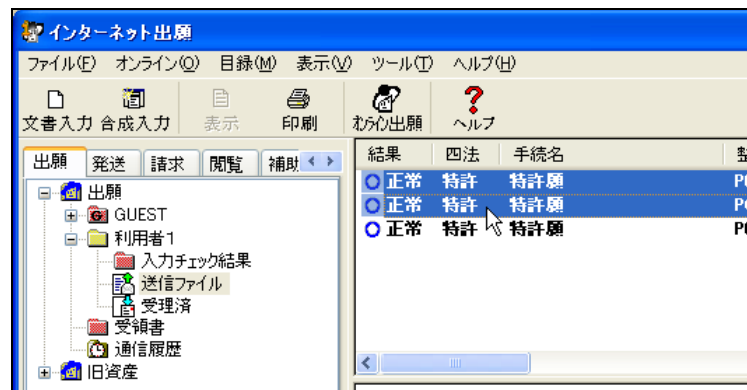 インターネット出願
ファイル(F) オンライン(O) 目録(M) 表示(V) ツール(T) ヘルプ(H)
文書入力 合成入力 表示 印刷 オンライン出願 ヘルプ
出願 発送 請求 閲覧 補助
出願
GUEST
利用者1
入力チェック結果
送信ファイル
受理済
受領書
通信履歴
旧資産
結果 四法 手続名 整
正常 特許 特許願 P
正常 特許 特許願 P
正常 特許 特許願 P